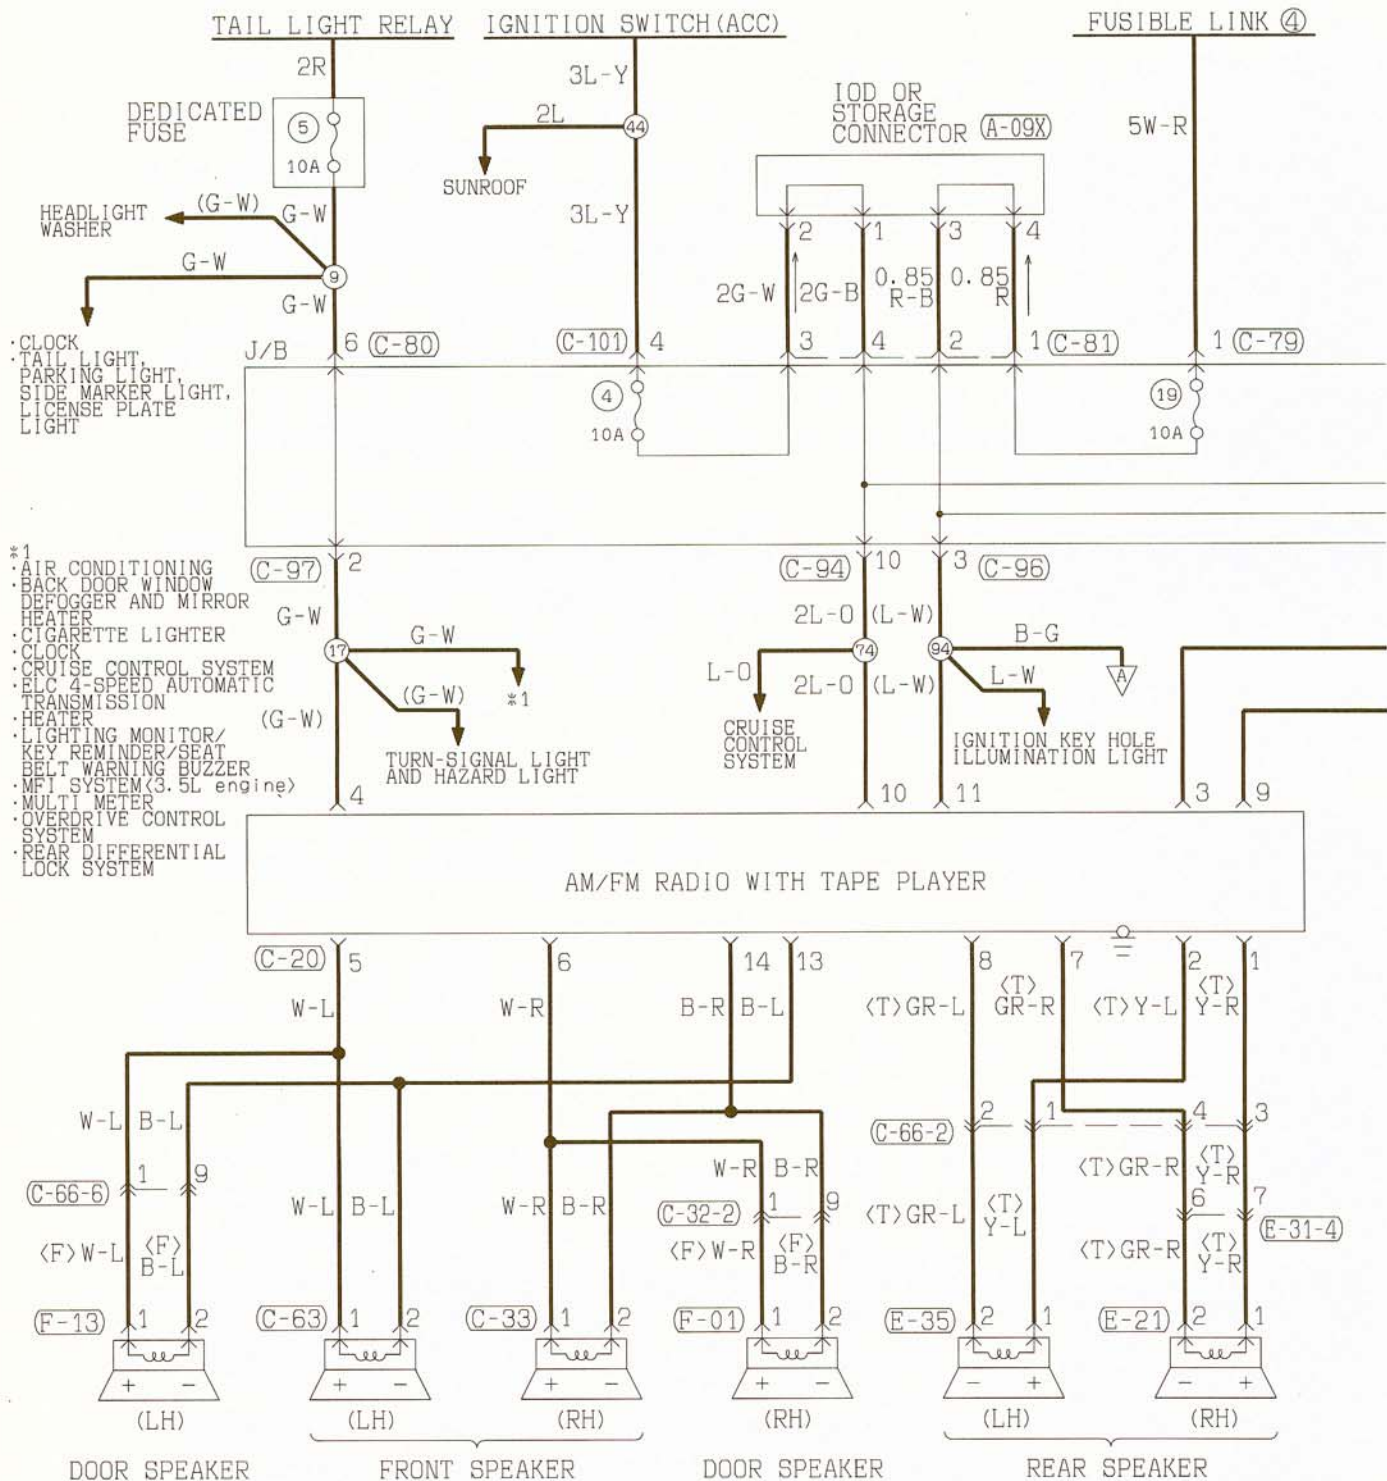 TAIL LIGHT RELAY
IGNITION SWITCH(ACC)
FUSIBLE LINK ④
2R
3L-Y
5W-R
DEDICATED
FUSE
5
10A
2L
44
SUNROOF
IOD OR
STORAGE
CONNECTOR
A-09X
HEADLIGHT
WASHER
(G-W)
G-W
3L-Y
G-W
9
G-W
2 1 3 4
2G-W
2G-B
0.85
R-B
0.85
R
·CLOCK
·TAIL LIGHT,
PARKING LIGHT,
SIDE MARKER LIGHT,
LICENSE PLATE
LIGHT
J/B
6
C-80
C-101
4
3 4 2 1
C-81
1
C-79
4
10A
19
10A
C-97
2
C-94
10
3
C-96
*1
·AIR CONDITIONING
·BACK DOOR WINDOW
DEFOGGER AND MIRROR
HEATER
·CIGARETTE LIGHTER
·CLOCK
·CRUISE CONTROL SYSTEM
·ELC 4-SPEED AUTOMATIC
TRANSMISSION
·HEATER
·LIGHTING MONITOR/
KEY REMINDER/SEAT
BELT WARNING BUZZER
·MFI SYSTEM<3.5L engine>
·MULTI METER
·OVERDRIVE CONTROL
SYSTEM
·REAR DIFFERENTIAL
LOCK SYSTEM
G-W
17
G-W
*1
(G-W)
(G-W)
TURN-SIGNAL LIGHT
AND HAZARD LIGHT
2L-O
(L-W)
74
94
B-G
A
L-O
2L-O
(L-W)
L-W
CRUISE
CONTROL
SYSTEM
IGNITION KEY HOLE
ILLUMINATION LIGHT
4 10 11 3 9
AM/FM RADIO WITH TAPE PLAYER
C-20
5 6 14 13 8 7 2 1
W-L
W-R
B-R
B-L
<T>GR-L
<T>
GR-R
<T>Y-L
<T>
Y-R
W-L
B-L
C-66-6
1 9
W-L
B-L
W-R
B-R
W-R
B-R
C-32-2
1 9
C-66-2
2 1 4 3
<T>GR-R
<T>
Y-R
<T>GR-L
<T>
Y-L
6 7
E-31-4
<F>W-L
<F>
B-L
<F>W-R
<F>
B-R
<T>GR-R
<T>
Y-R
F-13
1 2
C-63
1 2
C-33
1 2
F-01
1 2
E-35
2 1
E-21
2 1
+ − + − + − + − − + − +
(LH) (LH) (RH) (RH) (LH) (RH)
DOOR SPEAKER
FRONT SPEAKER
DOOR SPEAKER
REAR SPEAKER